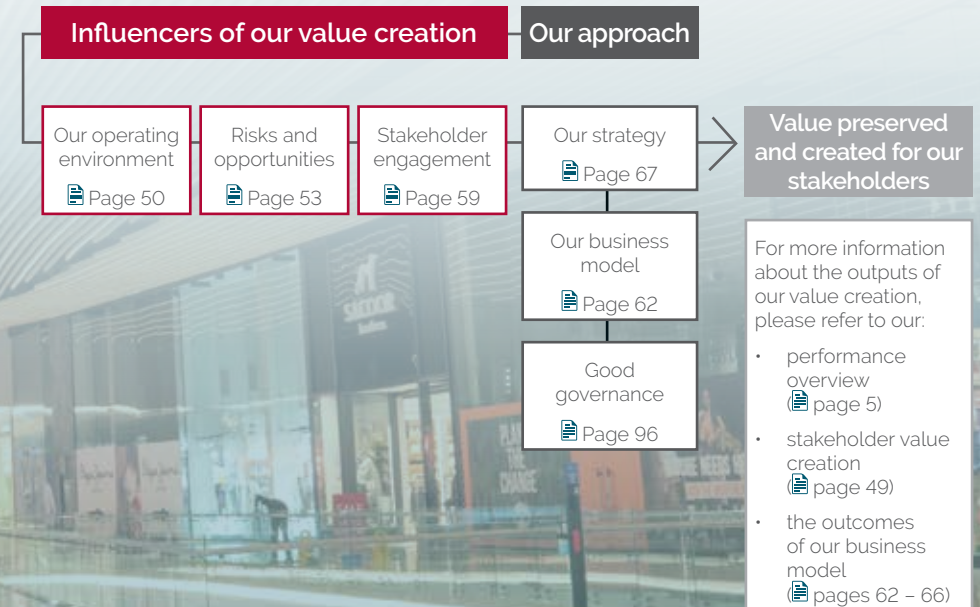 Influencers of our value creation
Our approach
Our operating
environment
Page 50
Risks and
opportunities
Page 53
Stakeholder
engagement
Page 59
Our strategy
Page 67
Our business
model
Page 62
Good
governance
Page 96
Value preserved
and created for our
stakeholders
For more information
about the outputs of
our value creation,
please refer to our:
• performance
overview
(page 5)
• stakeholder value
creation
(page 49)
• the outcomes
of our business
model
(pages 62 – 66)
THE
CHANGE